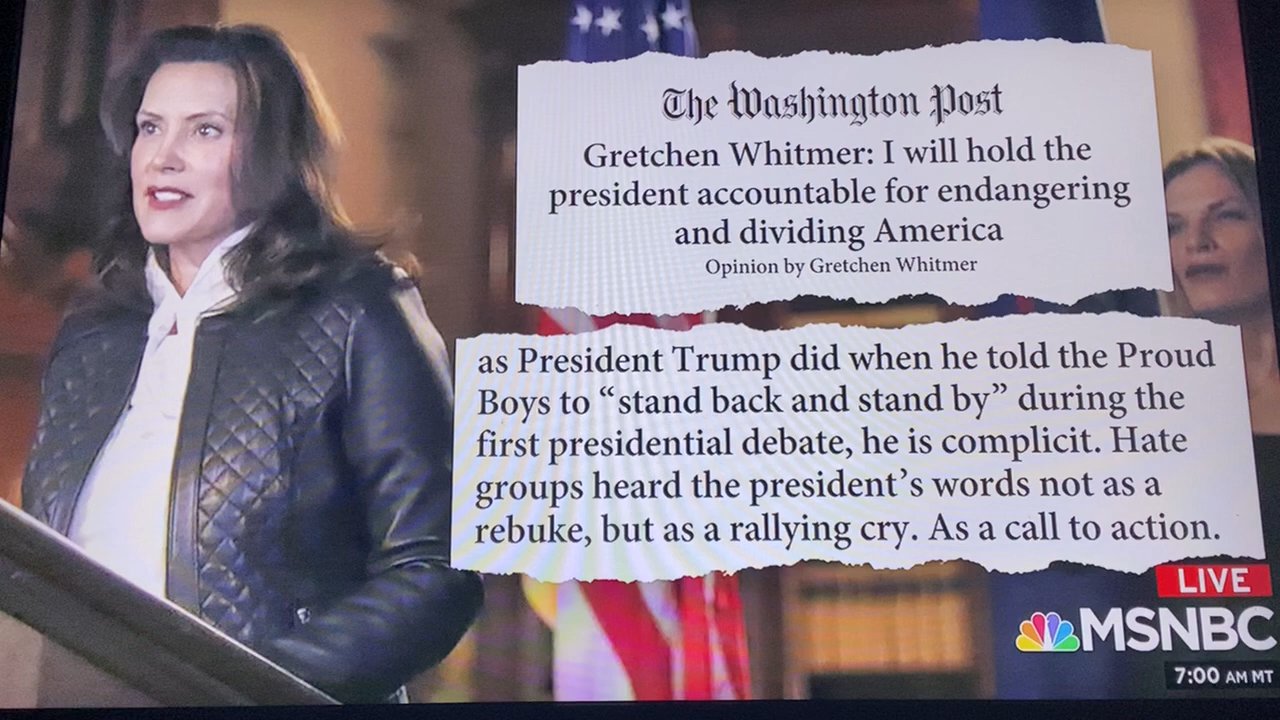 The Washington Post
Gretchen Whitmer: I will hold the
president accountable for endangering
and dividing America
Opinion by Gretchen Whitmer
as President Trump did when he told the Proud
Boys to “stand back and stand by” during the
first presidential debate, he is complicit. Hate
groups heard the president’s words not as a
rebuke, but as a rallying cry. As a call to action.
LIVE
MSNBC
7:00 AM MT